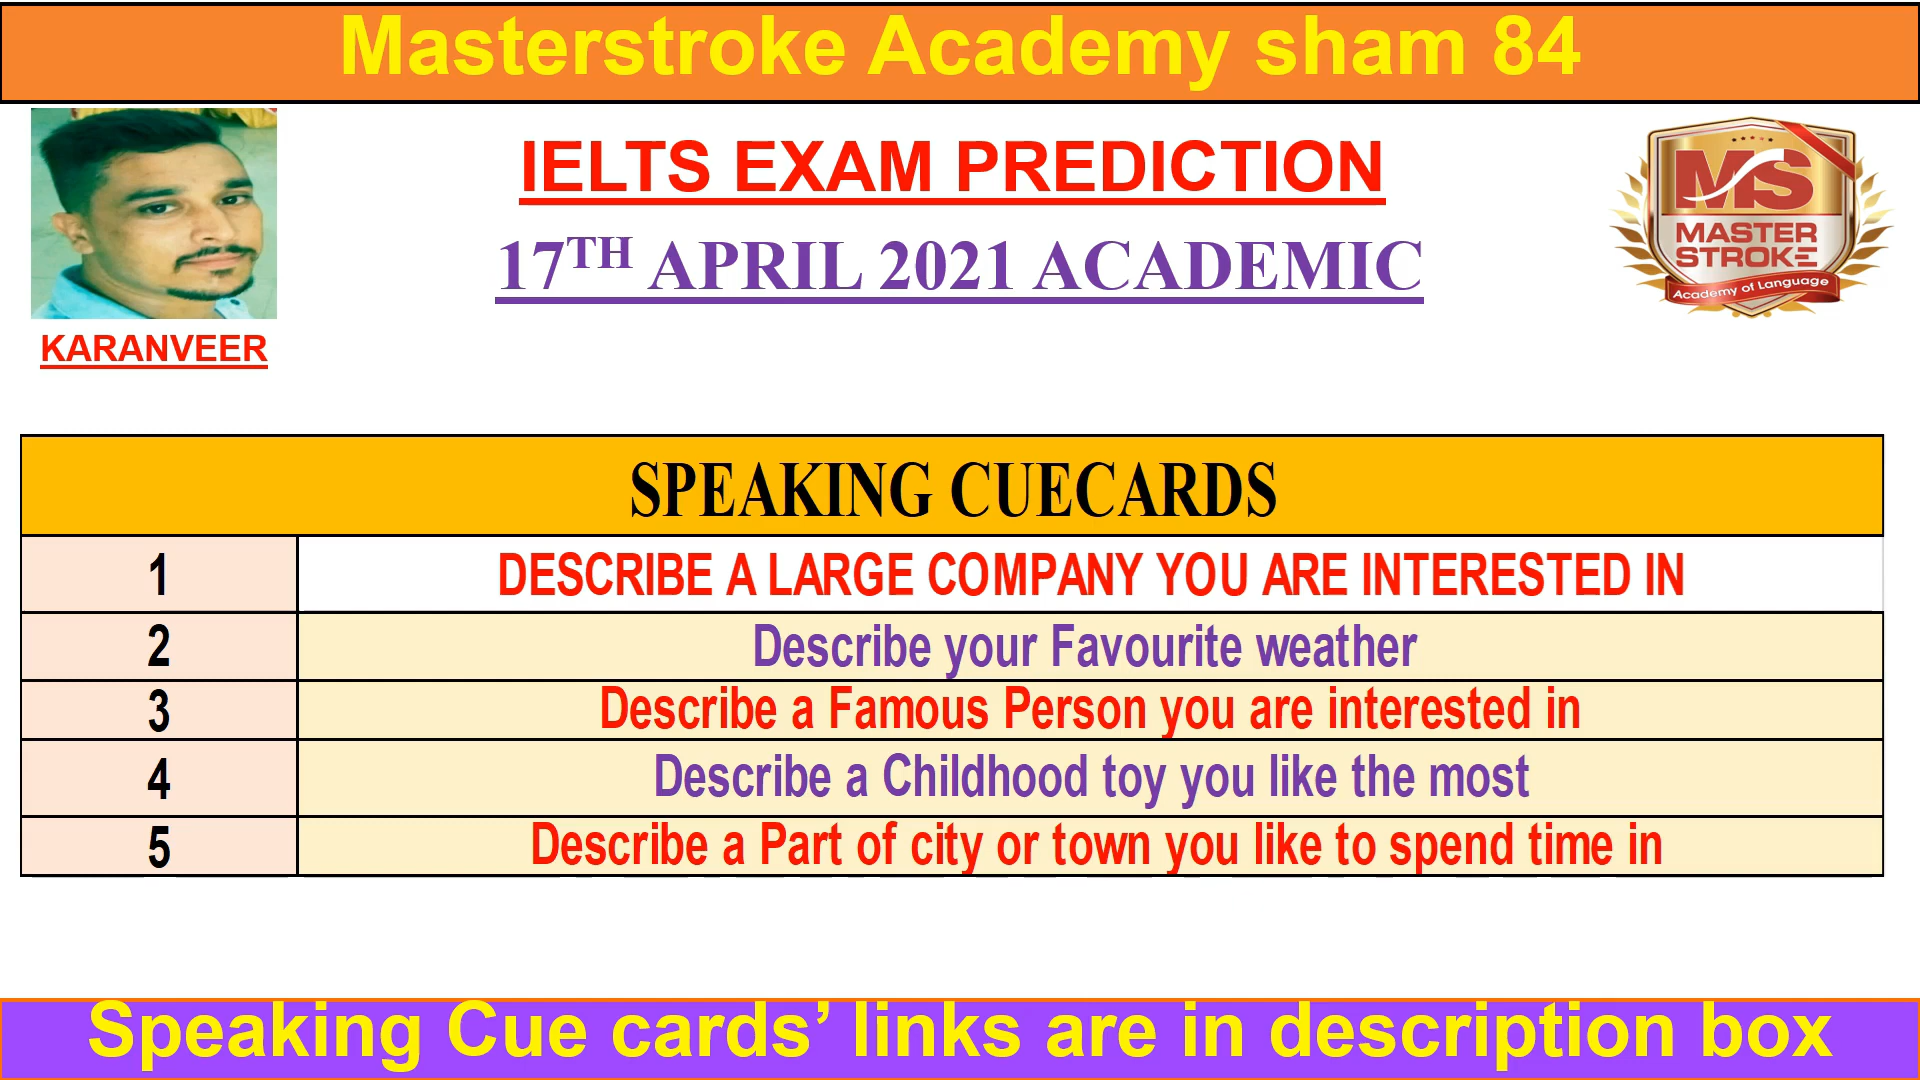 Masterstroke Academy sham 84
IELTS EXAM PREDICTION
17TH APRIL 2021 ACADEMIC
MS
MASTER
STROKE
Academy of Language
KARANVEER
SPEAKING CUECARDS
1 DESCRIBE A LARGE COMPANY YOU ARE INTERESTED IN
2 Describe your Favourite weather
3 Describe a Famous Person you are interested in
4 Describe a Childhood toy you like the most
5 Describe a Part of city or town you like to spend time in
Speaking Cue cards’ links are in description box